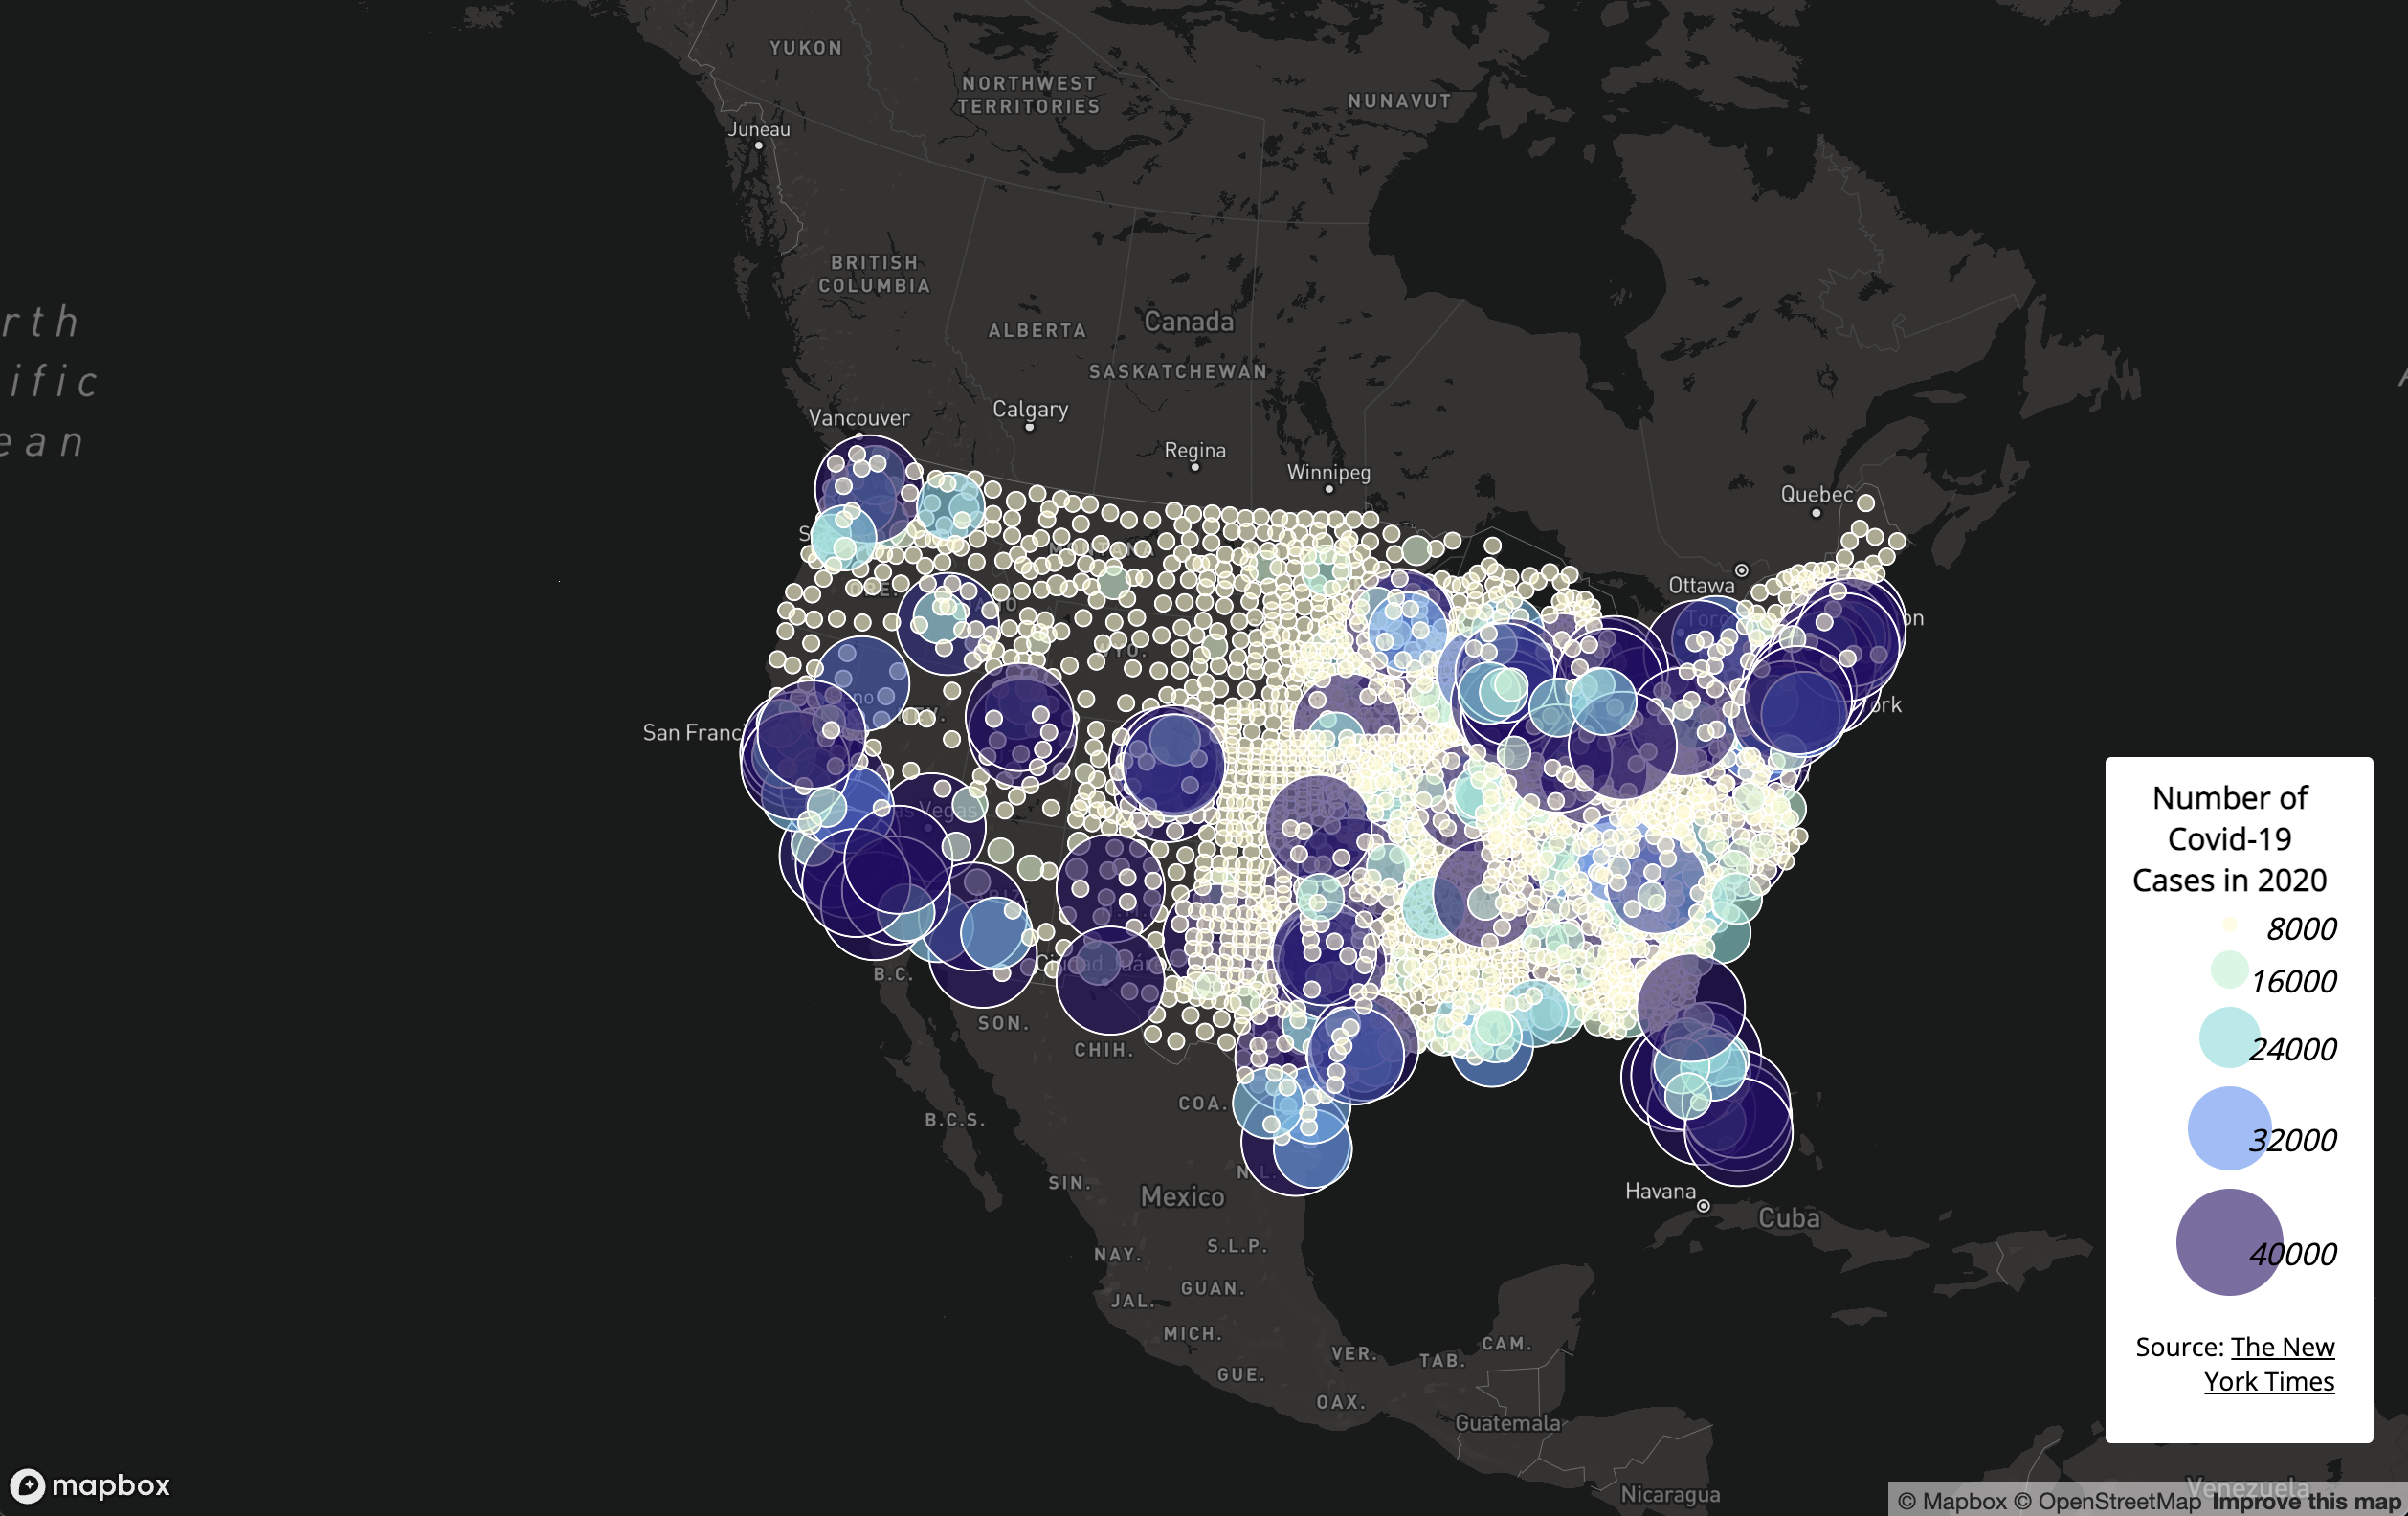 YUKON
NORTHWEST
TERRITORIES
NUNAVUT
Juneau
BRITISH
COLUMBIA
rth
ific
ean
ALBERTA
Canada
SASKATCHEWAN
Vancouver
Calgary
Regina
Winnipeg
Quebec
Ottawa
San Franc
ork
B.C.
SON.
CHIH.
COA.
B.C.S.
SIN.
Mexico
Havana
Cuba
NAY.
S.L.P.
GUAN.
JAL.
MICH.
VER.
TAB.
CAM.
GUE.
OAX.
Guatemala
Nicaragua
Venezuela
Number of
Covid-19
Cases in 2020
8000
16000
24000
32000
40000
Source: The New
York Times
mapbox
© Mapbox © OpenStreetMap Improve this map